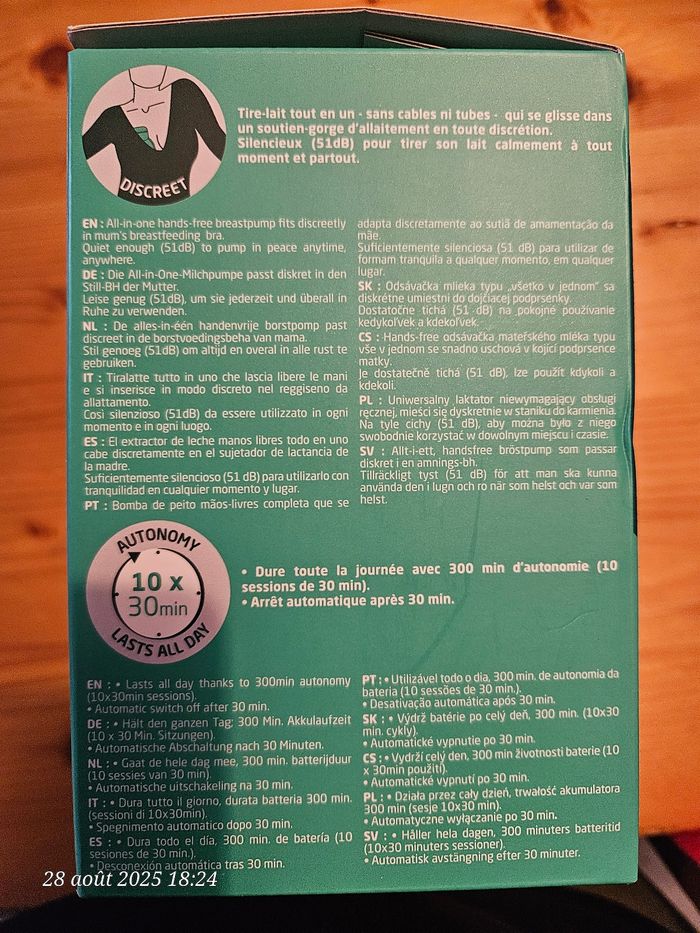 DISCREET
Tire-lait tout en un - sans cables ni tubes - qui se glisse dans
un soutien-gorge d'allaitement en toute discrétion.
Silencieux (51dB) pour tirer son lait calmement à tout
moment et partout.
EN : All-in-one hands-free breastpump fits discreetly
in mum's breastfeeding bra.
Quiet enough (51dB) to pump in peace anytime,
anywhere.
DE : Die All-in-One-Milchpumpe passt diskret in den
Still-BH der Mutter.
Leise genug (51dB), um sie jederzeit und überall in
Ruhe zu verwenden.
NL : De alles-in-één handenvrije borstpomp past
discreet in de borstvoedingsbeha van mama.
Stil genoeg (51dB) om altijd en overal in alle rust te
gebruiken.
IT : Tiralatte tutto in uno che lascia libere le mani
e si inserisce in modo discreto nel reggiseno da
allattamento.
Così silenzioso (51dB) da essere utilizzato in ogni
momento e in ogni luogo.
ES : El extractor de leche manos libres todo en uno
cabe discretamente en el sujetador de lactancia de
la madre.
Suficientemente silencioso (51 dB) para utilizarlo con
tranquilidad en cualquier momento y lugar.
PT : Bomba de peito mãos-livres completa que se
adapta discretamente ao sutiã de amamentação da
mãe.
Suficientemente silenciosa (51 dB) para utilizar de
formam tranquila a qualquer momento, em qualquer
lugar.
SK : Odsávačka mlieka typu „všetko v jednom" sa
diskrétne umiestni do dojčiacej podprsenky.
Dostatočne tichá (51 dB) na pokojné používanie
kedykoľvek a kdekoľvek.
CS : Hands-free odsávačka mateřského mléka typu
vše v jednom se snadno uschová v kojící podprsence
matky.
Je dostatečně tichá (51 dB), lze použít kdykoli a
kdekoli.
PL : Uniwersalny laktator niewymagający obsługi
ręcznej, mieści się dyskretnie w staniku do karmienia.
Na tyle cichy (51 dB), aby można było z niego
swobodnie korzystać w dowolnym miejscu i czasie.
SV : Allt-i-ett, handsfree bröstpump som passar
diskret i en amnings-bh.
Tillräckligt tyst (51 dB) för att man ska kunna
använda den i lugn och ro när som helst och var som
helst.
AUTONOMY
10 x
30min
LASTS ALL DAY
• Dure toute la journée avec 300 min d'autonomie (10
sessions de 30 min).
• Arrêt automatique après 30 min.
EN : • Lasts all day thanks to 300min autonomy
(10x30min sessions).
• Automatic switch off after 30 min.
DE : • Hält den ganzen Tag; 300 Min. Akkulaufzeit
(10 x 30 Min. Sitzungen).
• Automatische Abschaltung nach 30 Minuten.
NL : • Gaat de hele dag mee, 300 min. batterijduur
(10 sessies van 30 min).
• Automatische uitschakeling na 30 min.
IT : • Dura tutto il giorno, durata batteria 300 min.
(sessioni di 10x30min).
• Spegnimento automatico dopo 30 min.
ES : • Dura todo el día, 300 min. de batería (10
sesiones de 30 min.).
• Desconexión automática tras 30 min.
PT : • Utilizável todo o dia, 300 min. de autonomia da
bateria (10 sessões de 30 min.).
• Desativação automática após 30 min.
SK : • Výdrž batérie po celý deň, 300 min. (10x30
min. cykly).
• Automatické vypnutie po 30 min.
CS : • Vydrží celý den, 300 min životnosti baterie (10
x 30min použití).
• Automatické vypnutí po 30 min.
PL : • Działa przez cały dzień, trwałość akumulatora
300 min (sesje 10x30 min).
• Automatyczne wyłączanie po 30 min.
SV : • Håller hela dagen, 300 minuters batteritid
(10x30 minuters sessioner).
• Automatisk avstängning efter 30 minuter.
28 août 2025 18:24